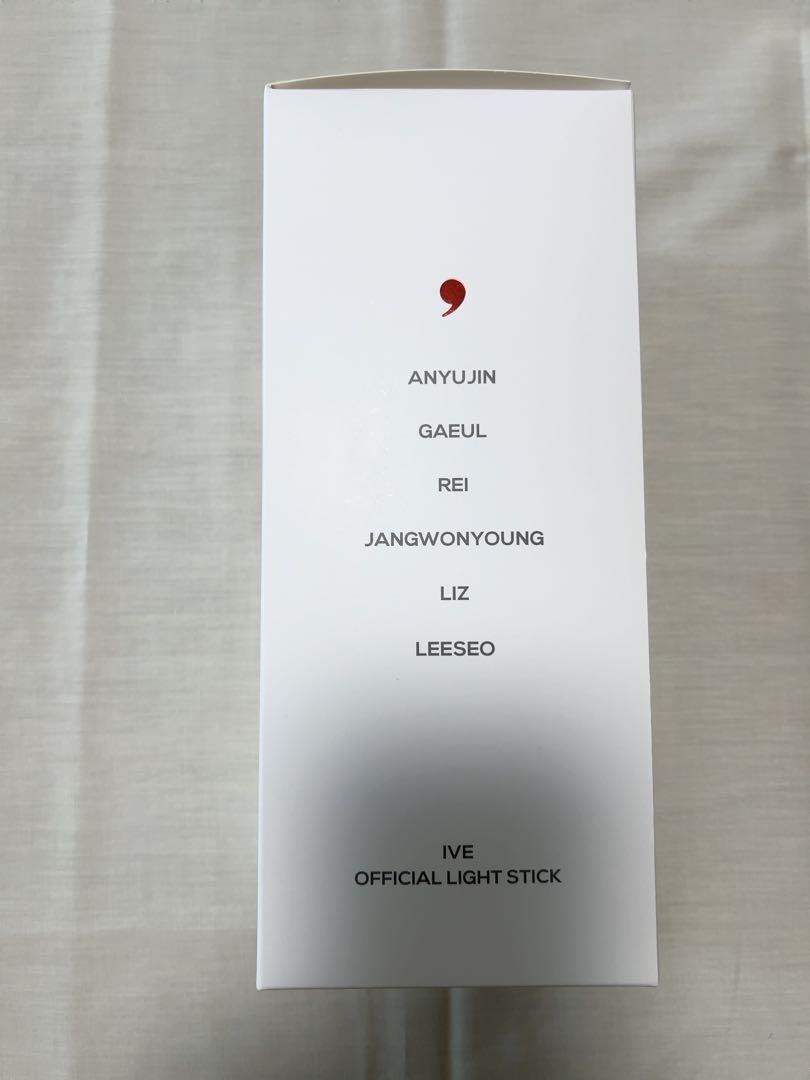 ,
ANYUJIN
GAEUL
REI
JANGWONYOUNG
LIZ
LEESEO
IVE
OFFICIAL LIGHT STICK